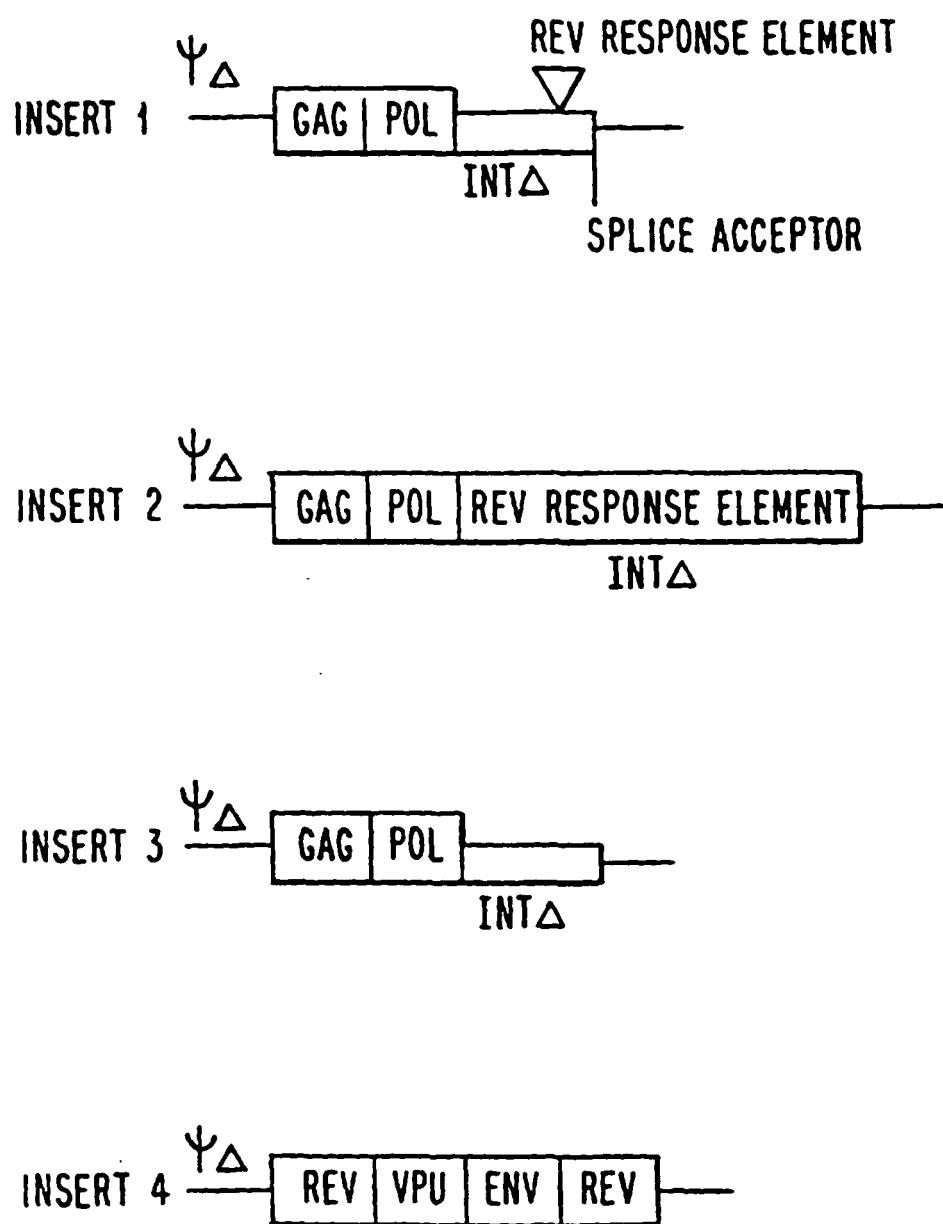 REV RESPONSE ELEMENT
ΨΔ
INSERT 1 GAG POL
INTΔ
SPLICE ACCEPTOR
ΨΔ
INSERT 2 GAG POL REV RESPONSE ELEMENT
INTΔ
ΨΔ
INSERT 3 GAG POL
INTΔ
ΨΔ
INSERT 4 REV VPU ENV REV